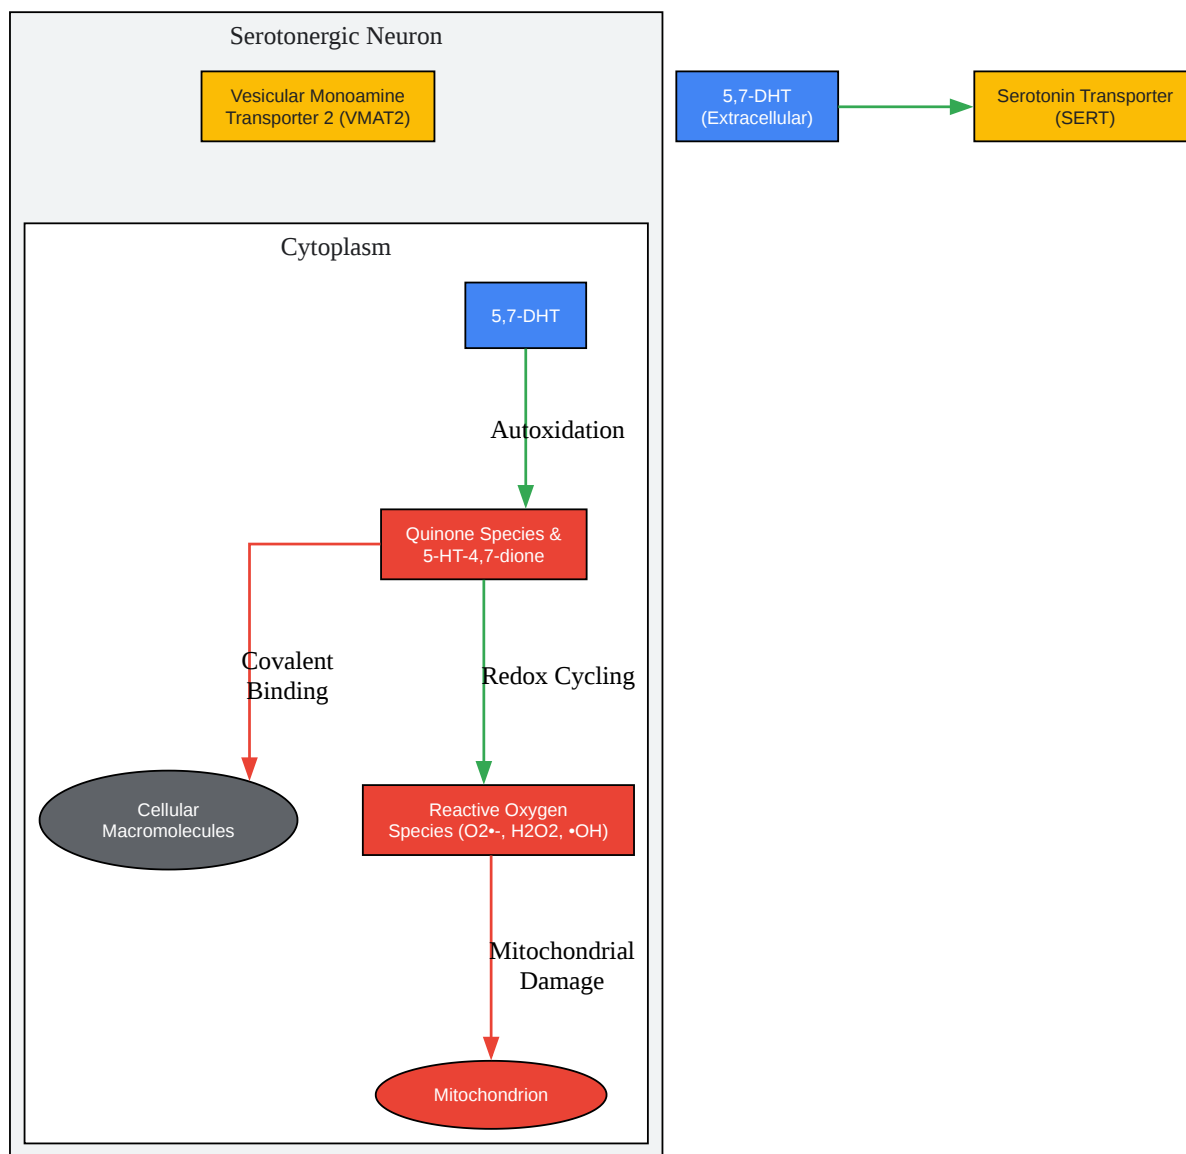 Serotonergic Neuron
Vesicular Monoamine
Transporter 2 (VMAT2)
5,7-DHT
(Extracellular)
Serotonin Transporter
(SERT)
Cytoplasm
5,7-DHT
Autoxidation
Quinone Species &
5-HT-4,7-dione
Covalent
Binding
Redox Cycling
Cellular
Macromolecules
Reactive Oxygen
Species (O2•-, H2O2, •OH)
Mitochondrial
Damage
Mitochondrion